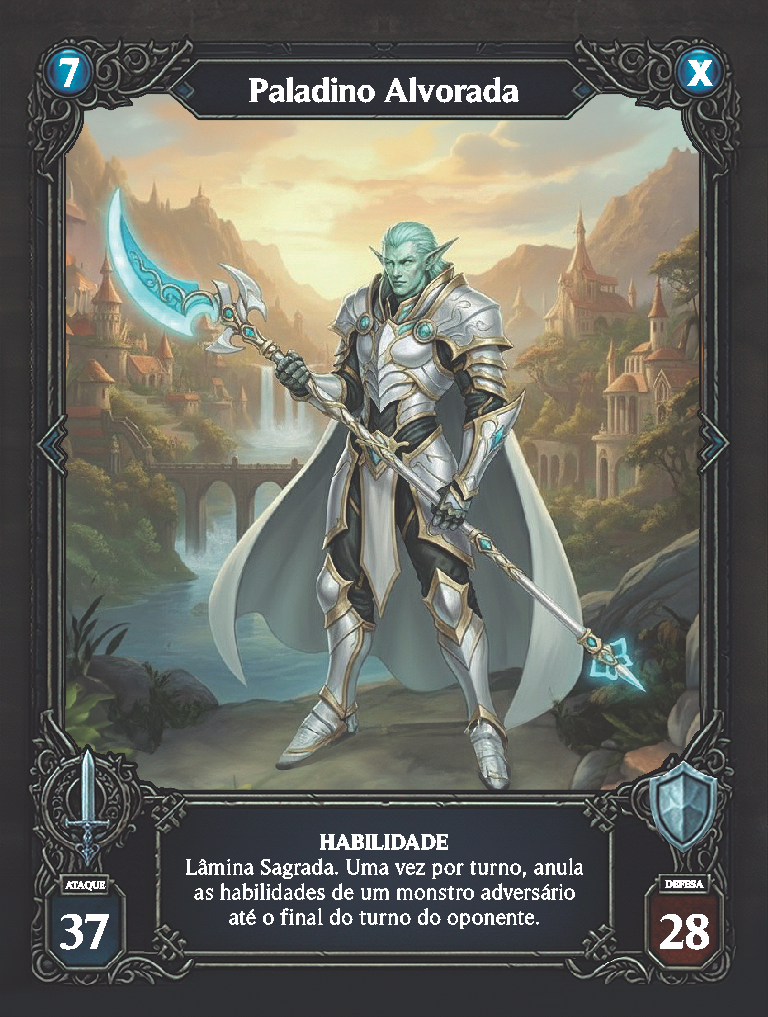 7
X
Paladino Alvorada
HABILIDADE
Lâmina Sagrada. Uma vez por turno, anula
as habilidades de um monstro adversário
até o final do turno do oponente.
ATAQUE
37
DEFESA
28